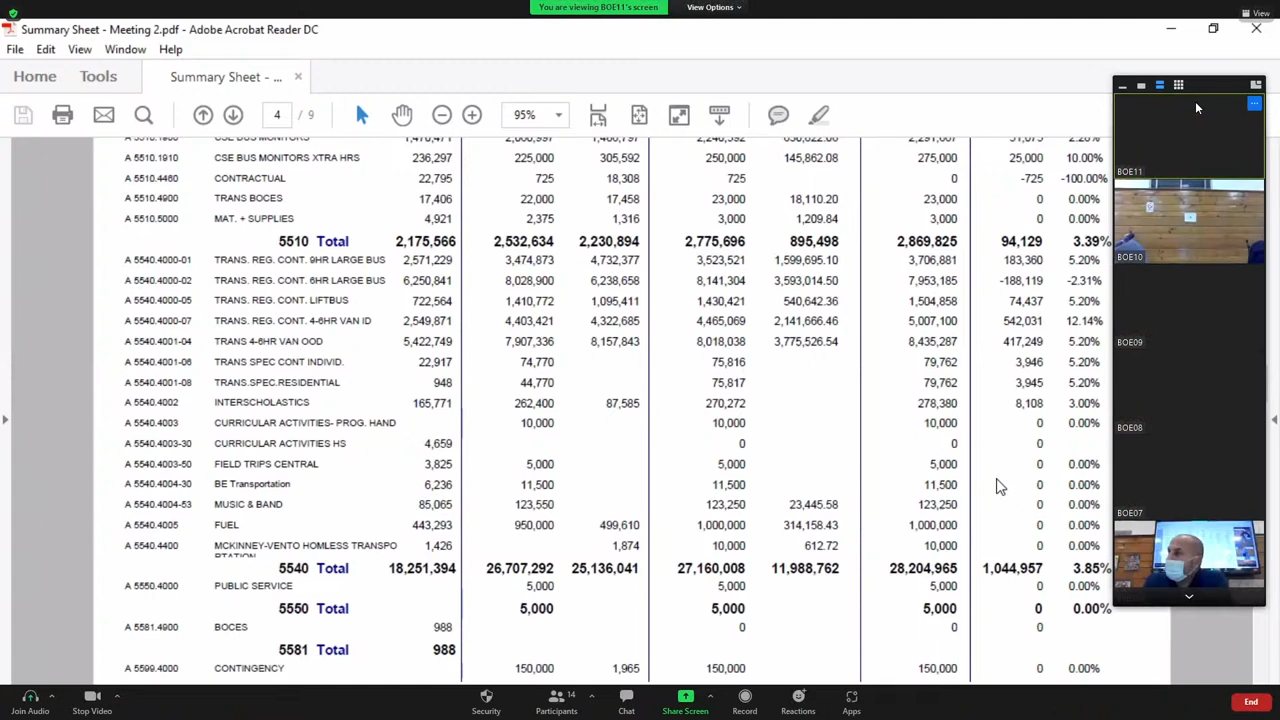 You are viewing BOE11's screen View Options View
Summary Sheet - Meeting 2.pdf - Adobe Acrobat Reader DC
File Edit View Window Help
Home Tools Summary Sheet - ... ×
4 / 9 95%
CSE BUS MONITORS
A 5510.1910 CSE BUS MONITORS XTRA HRS 236,297 225,000 305,592 250,000 145,862.08 275,000 25,000 10.00%
A 5510.4460 CONTRACTUAL 22,795 725 18,308 725 0 -725 -100.00%
A 5510.4900 TRANS BOCES 17,406 22,000 17,458 23,000 18,110.20 23,000 0 0.00%
A 5510.5000 MAT. + SUPPLIES 4,921 2,375 1,316 3,000 1,209.84 3,000 0 0.00%
5510 Total 2,175,566 2,532,634 2,230,894 2,775,696 895,498 2,869,825 94,129 3.39%
A 5540.4000-01 TRANS. REG. CONT. 9HR LARGE BUS 2,571,229 3,474,873 4,732,377 3,523,521 1,599,695.10 3,706,881 183,360 5.20%
A 5540.4000-02 TRANS. REG. CONT. 6HR LARGE BUS 6,250,841 8,028,900 6,238,658 8,141,304 3,593,014.50 7,953,185 -188,119 -2.31%
A 5540.4000-05 TRANS. REG. CONT. LIFTBUS 722,564 1,410,772 1,095,411 1,430,421 540,642.36 1,504,858 74,437 5.20%
A 5540.4000-07 TRANS. REG. CONT. 4-6HR VAN ID 2,549,871 4,403,421 4,322,685 4,465,069 2,141,666.46 5,007,100 542,031 12.14%
A 5540.4001-04 TRANS 4-6HR VAN OOD 5,422,749 7,907,336 8,157,843 8,018,038 3,775,526.54 8,435,287 417,249 5.20%
A 5540.4001-06 TRANS SPEC CONT INDIVID. 22,917 74,770 75,816 79,762 3,946 5.20%
A 5540.4001-08 TRANS.SPEC.RESIDENTIAL 948 44,770 75,817 79,762 3,945 5.20%
A 5540.4002 INTERSCHOLASTICS 165,771 262,400 87,585 270,272 278,380 8,108 3.00%
A 5540.4003 CURRICULAR ACTIVITIES- PROG. HAND 10,000 10,000 10,000 0 0.00%
A 5540.4003-30 CURRICULAR ACTIVITIES HS 4,659 0 0 0
A 5540.4003-50 FIELD TRIPS CENTRAL 3,825 5,000 5,000 5,000 0 0.00%
A 5540.4004-30 BE Transportation 6,236 11,500 11,500 11,500 0 0.00%
A 5540.4004-53 MUSIC & BAND 85,065 123,550 123,250 23,445.58 123,250 0 0.00%
A 5540.4005 FUEL 443,293 950,000 499,610 1,000,000 314,158.43 1,000,000 0 0.00%
A 5540.4400 MCKINNEY-VENTO HOMLESS TRANSPO 1,426 1,874 10,000 612.72 10,000 0 0.00%
5540 Total 18,251,394 26,707,292 25,136,041 27,160,008 11,988,762 28,204,965 1,044,957 3.85%
A 5550.4000 PUBLIC SERVICE 5,000 5,000 5,000 0 0.00%
5550 Total 5,000 5,000 5,000 0 0.00%
A 5581.4900 BOCES 988 0 0 0
5581 Total 988
A 5599.4000 CONTINGENCY 150,000 1,965 150,000 150,000 0 0.00%
BOE11
BOE10
BOE09
BOE08
BOE07
Join Audio Stop Video Security Participants 14 Chat Share Screen Record Reactions Apps End